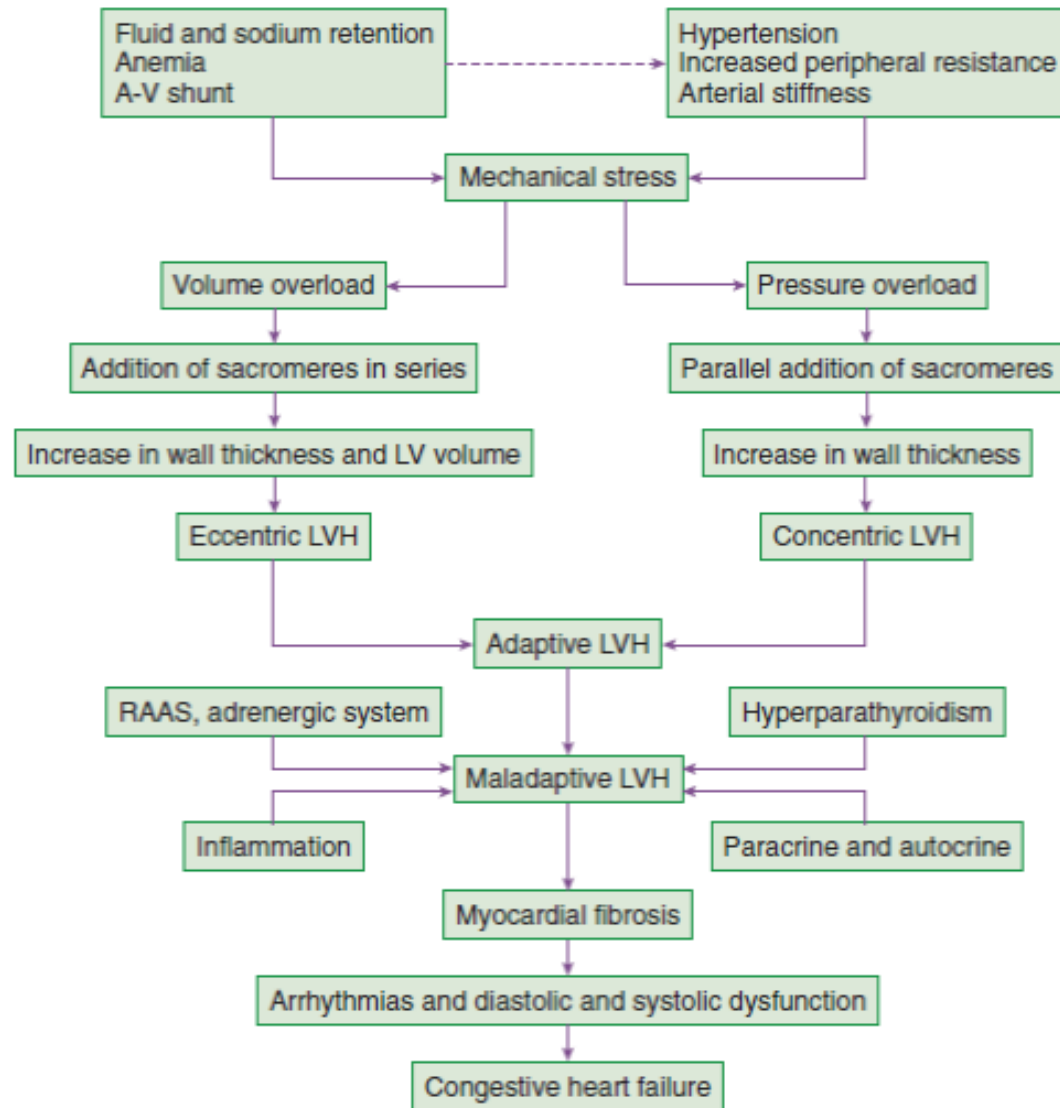 Fluid and sodium retention
Anemia
A-V shunt
Hypertension
Increased peripheral resistance
Arterial stiffness
Mechanical stress
Volume overload
Pressure overload
Addition of sacromeres in series
Parallel addition of sacromeres
Increase in wall thickness and LV volume
Increase in wall thickness
Eccentric LVH
Concentric LVH
Adaptive LVH
RAAS, adrenergic system
Hyperparathyroidism
Maladaptive LVH
Inflammation
Paracrine and autocrine
Myocardial fibrosis
Arrhythmias and diastolic and systolic dysfunction
Congestive heart failure